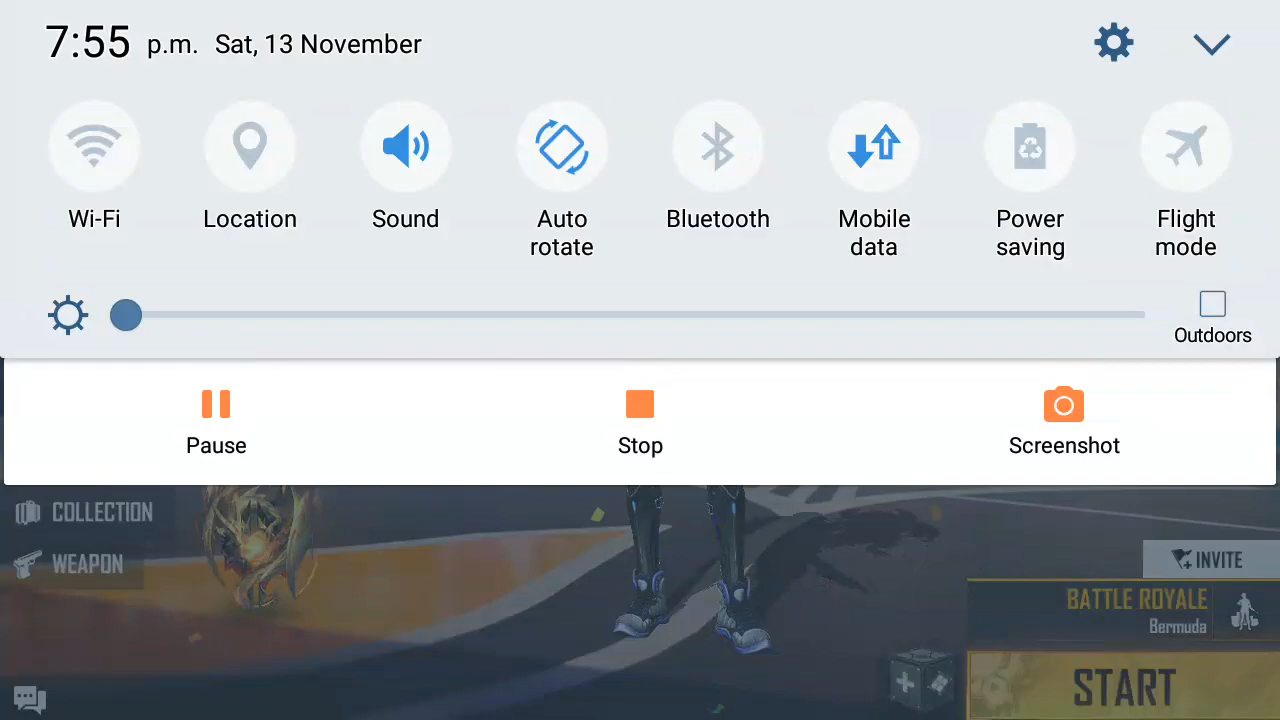 7:55 p.m. Sat, 13 November
Wi-Fi
Location
Sound
Auto
rotate
Bluetooth
Mobile
data
Power
saving
Flight
mode
Outdoors
Pause
Stop
Screenshot
COLLECTION
WEAPON
INVITE
BATTLE ROYALE
Bermuda
START